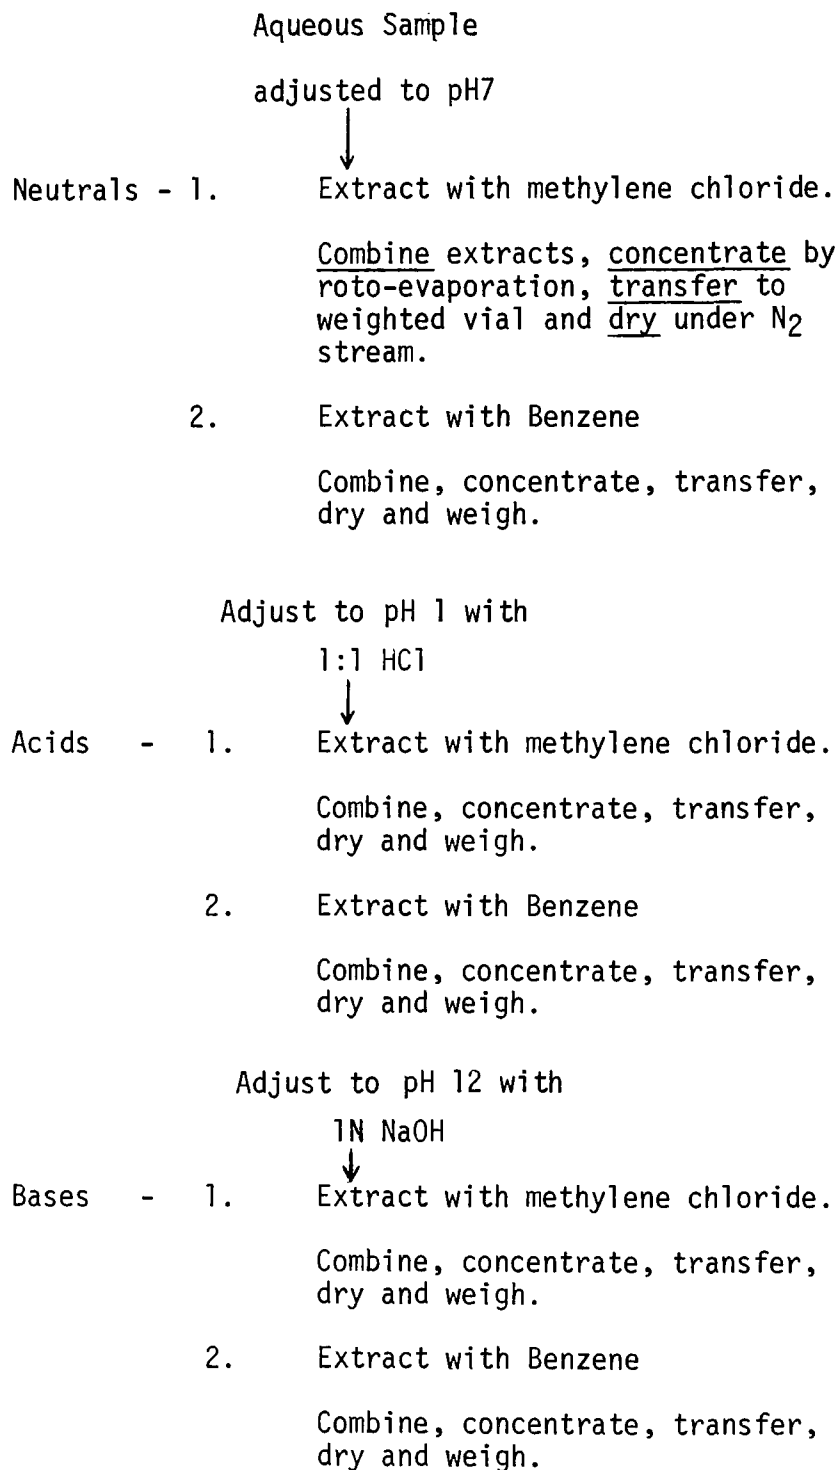 Aqueous Sample
adjusted to pH7
Neutrals - 1. Extract with methylene chloride.
Combine extracts, concentrate by
roto-evaporation, transfer to
weighted vial and dry under N2
stream.
2. Extract with Benzene
Combine, concentrate, transfer,
dry and weigh.
Adjust to pH 1 with
1:1 HCl
Acids - 1. Extract with methylene chloride.
Combine, concentrate, transfer,
dry and weigh.
2. Extract with Benzene
Combine, concentrate, transfer,
dry and weigh.
Adjust to pH 12 with
1N NaOH
Bases - 1. Extract with methylene chloride.
Combine, concentrate, transfer,
dry and weigh.
2. Extract with Benzene
Combine, concentrate, transfer,
dry and weigh.